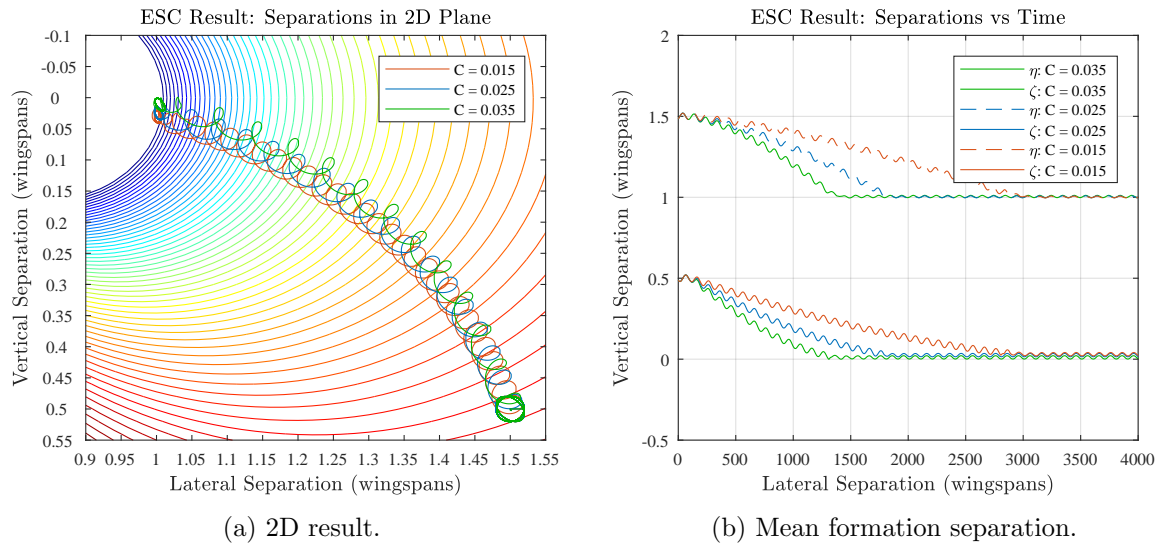 ESC Result: Separations in 2D Plane
-0.1
-0.05
0
0.05
0.1
0.15
0.2
0.25
0.3
0.35
0.4
0.45
0.5
0.55
Vertical Separation (wingspans)
C = 0.015
C = 0.025
C = 0.035
0.9 0.95 1 1.05 1.1 1.15 1.2 1.25 1.3 1.35 1.4 1.45 1.5 1.55
Lateral Separation (wingspans)
(a) 2D result.
ESC Result: Separations vs Time
2
1.5
1
0.5
0
-0.5
Vertical Separation (wingspans)
η: C = 0.035
ζ: C = 0.035
η: C = 0.025
ζ: C = 0.025
η: C = 0.015
ζ: C = 0.015
0 500 1000 1500 2000 2500 3000 3500 4000
Lateral Separation (wingspans)
(b) Mean formation separation.